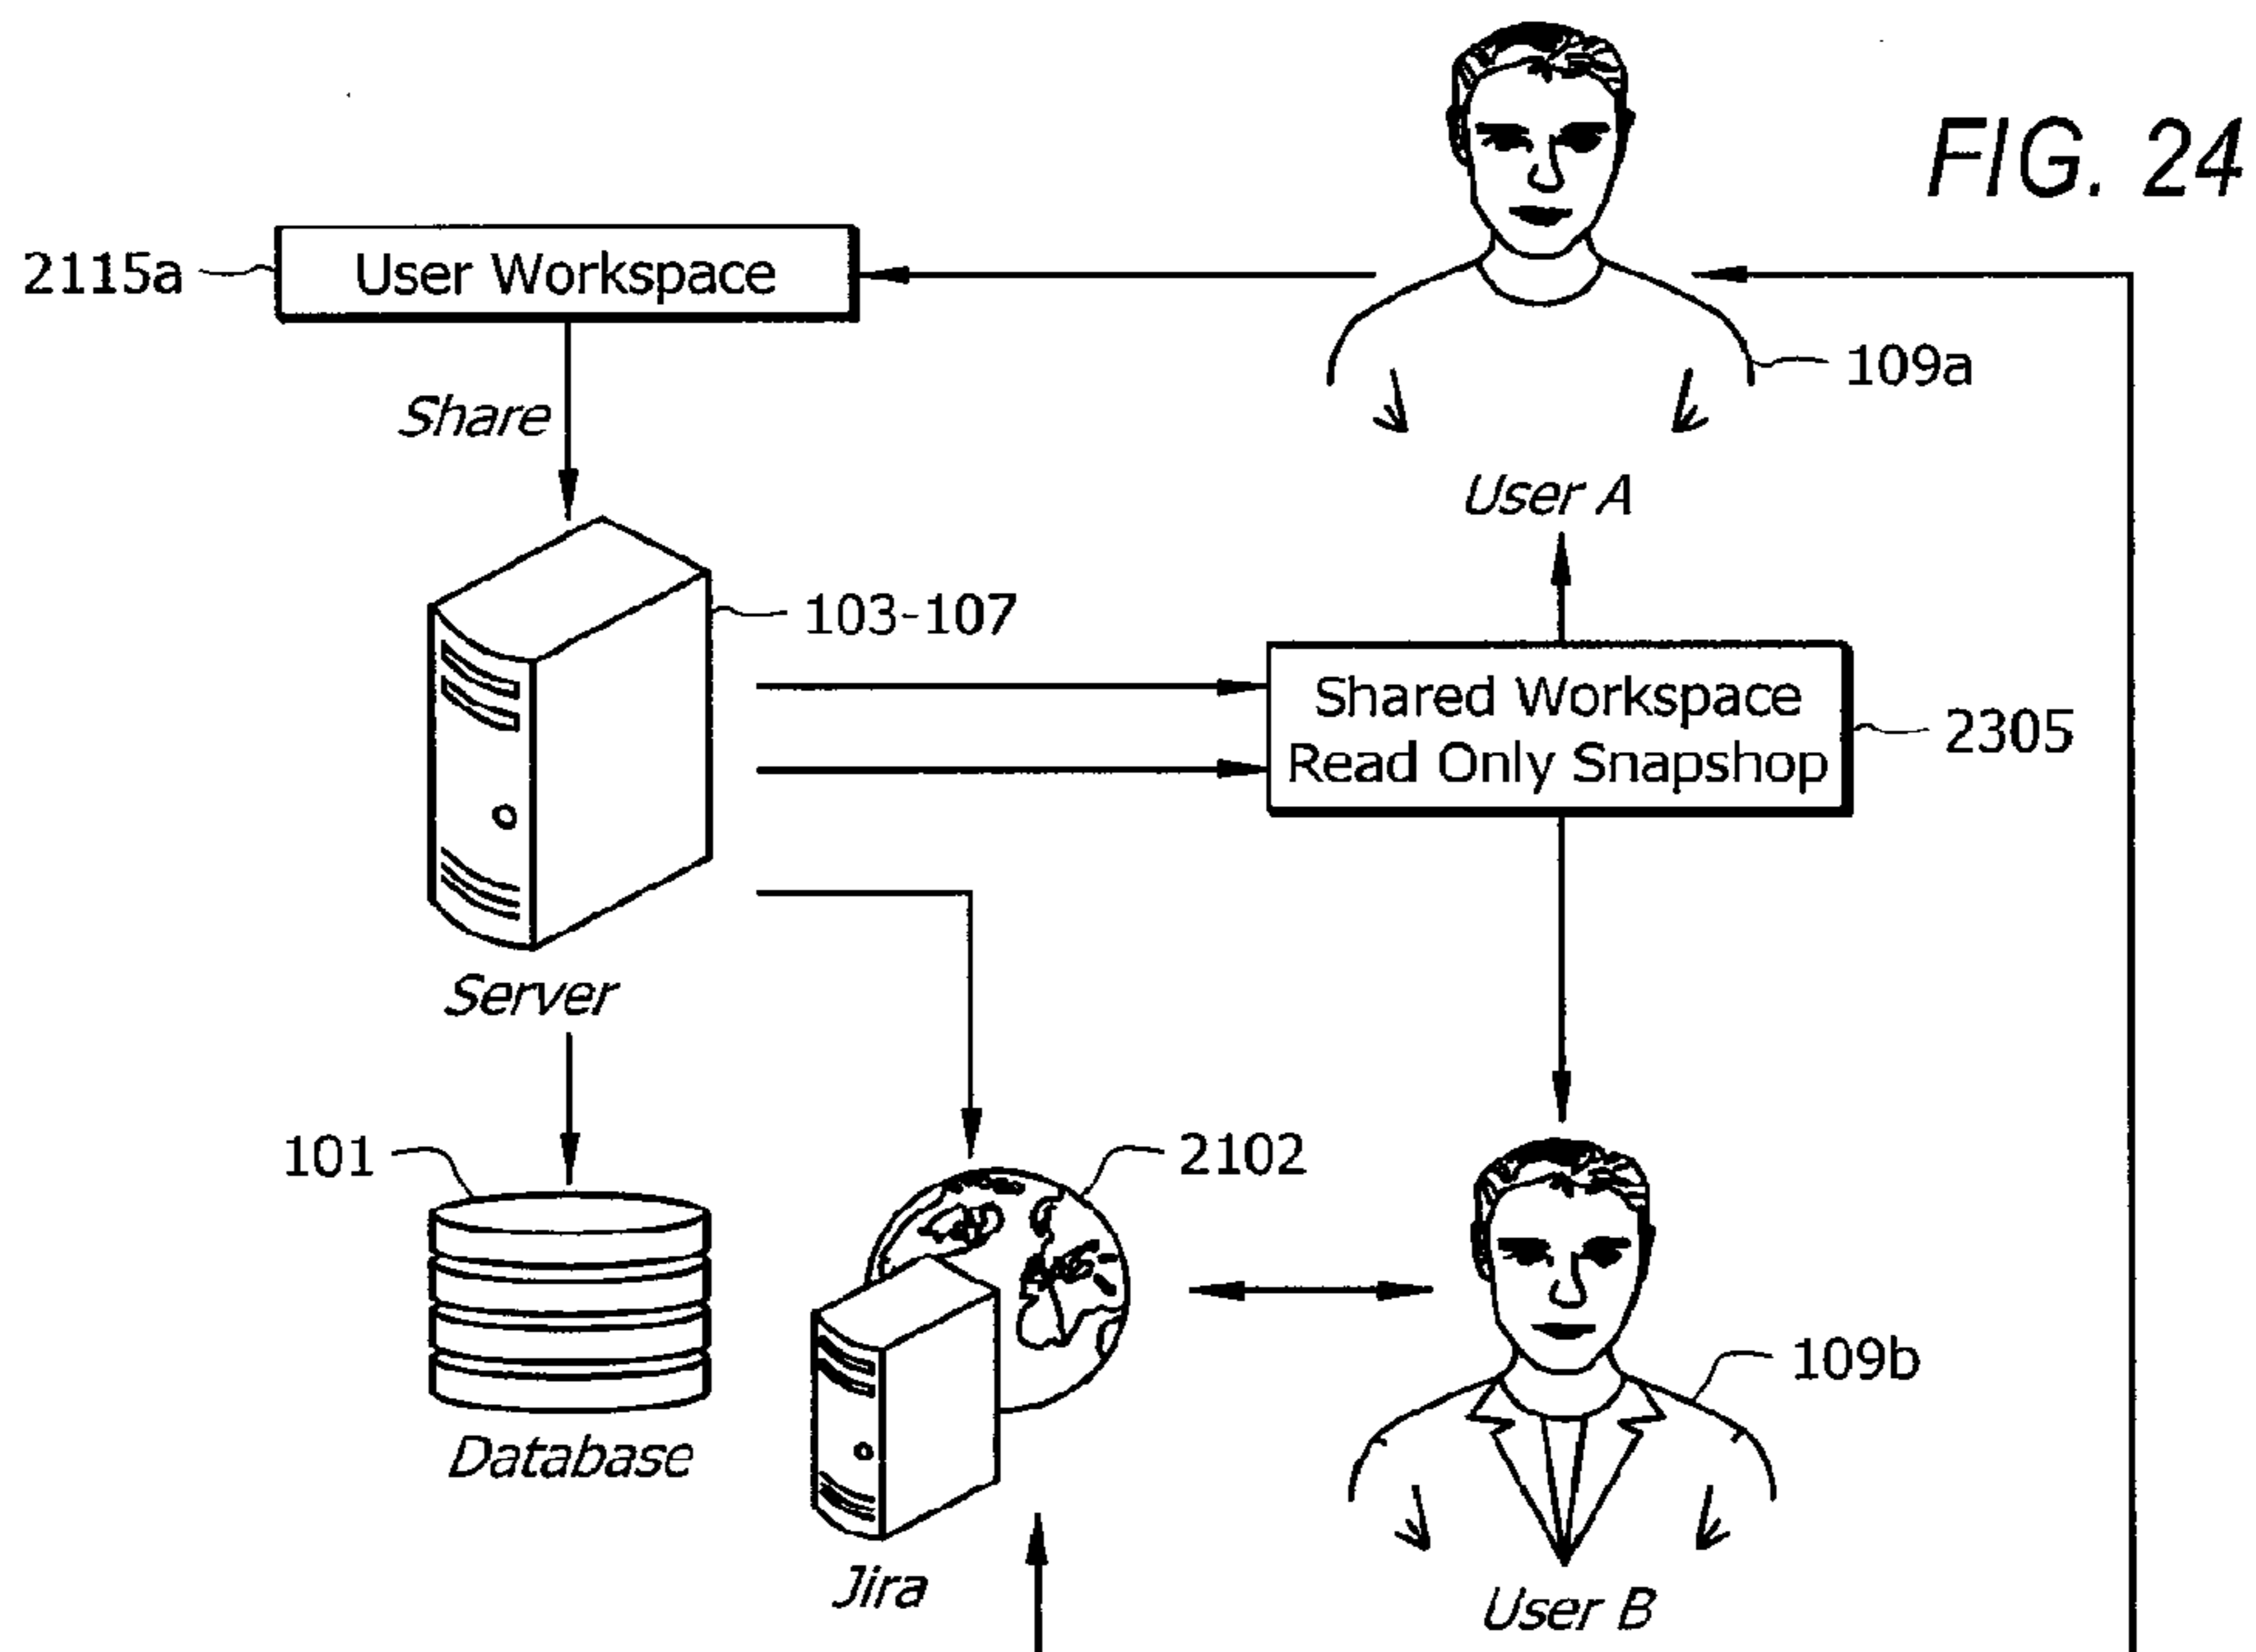 FIG. 24
2115a
User Workspace
109a
Share
User A
103-107
Shared Workspace
Read Only Snapshop
2305
Server
101
2102
109b
Database
Jira
User B